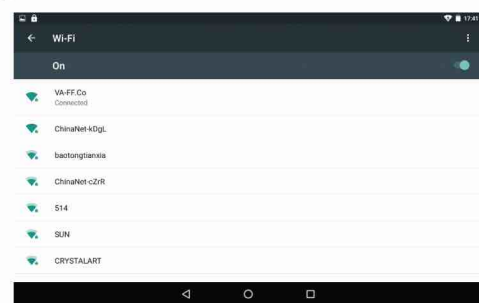 17:41
Wi-Fi
On
VA-FF.Co
Connected
ChinaNet-kDgL
baotongtianxia
ChinaNet-cZrR
514
SUN
CRYSTALART